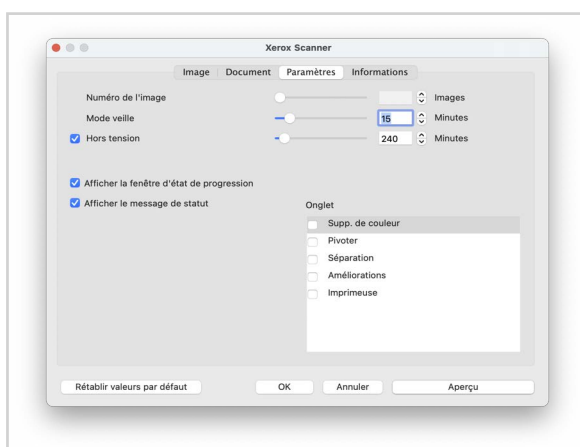 Xerox Scanner
Image Document Paramètres Informations
Numéro de l'image Images
Mode veille 15 Minutes
Hors tension 240 Minutes
Afficher la fenêtre d'état de progression
Afficher le message de statut
Onglet
Supp. de couleur
Pivoter
Séparation
Améliorations
Imprimeuse
Rétablir valeurs par défaut OK Annuler Aperçu